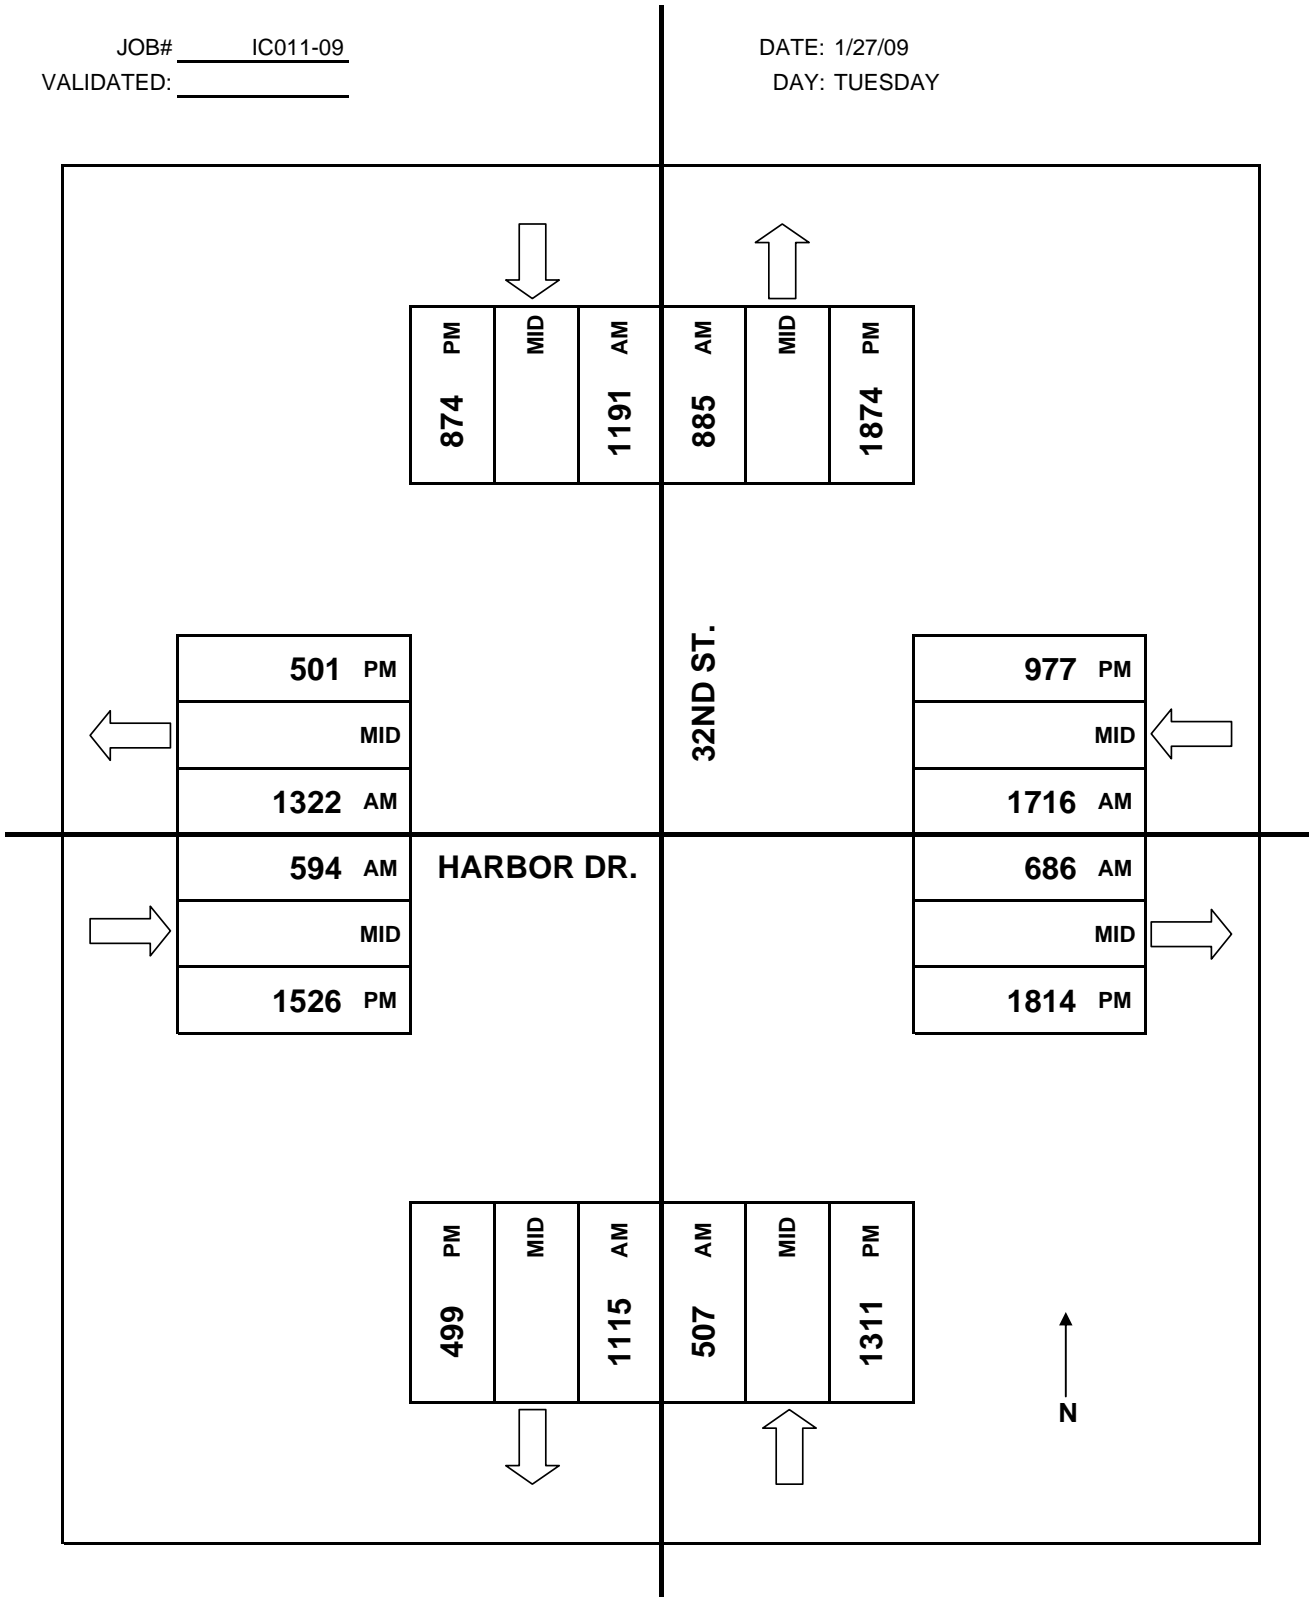 JOB# IC011-09
DATE: 1/27/09
VALIDATED:
DAY: TUESDAY
PM MID AM AM MID PM
874 1191 885 1874
32ND ST.
501 PM
977 PM
MID
MID
1322 AM
1716 AM
594 AM
HARBOR DR.
686 AM
MID
MID
1526 PM
1814 PM
PM MID AM AM MID PM
499 1115 507 1311
N